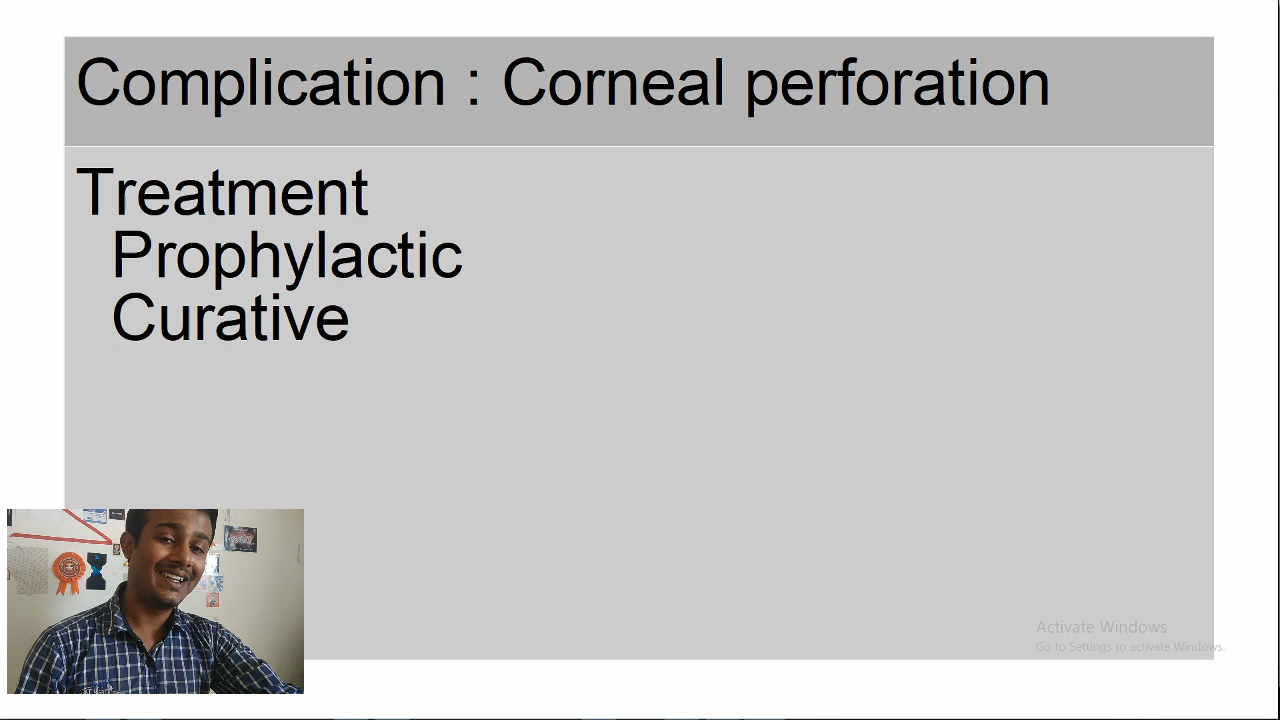 Complication : Corneal perforation
Treatment
Prophylactic
Curative
Activate Windows
Go to Settings to activate Windows.